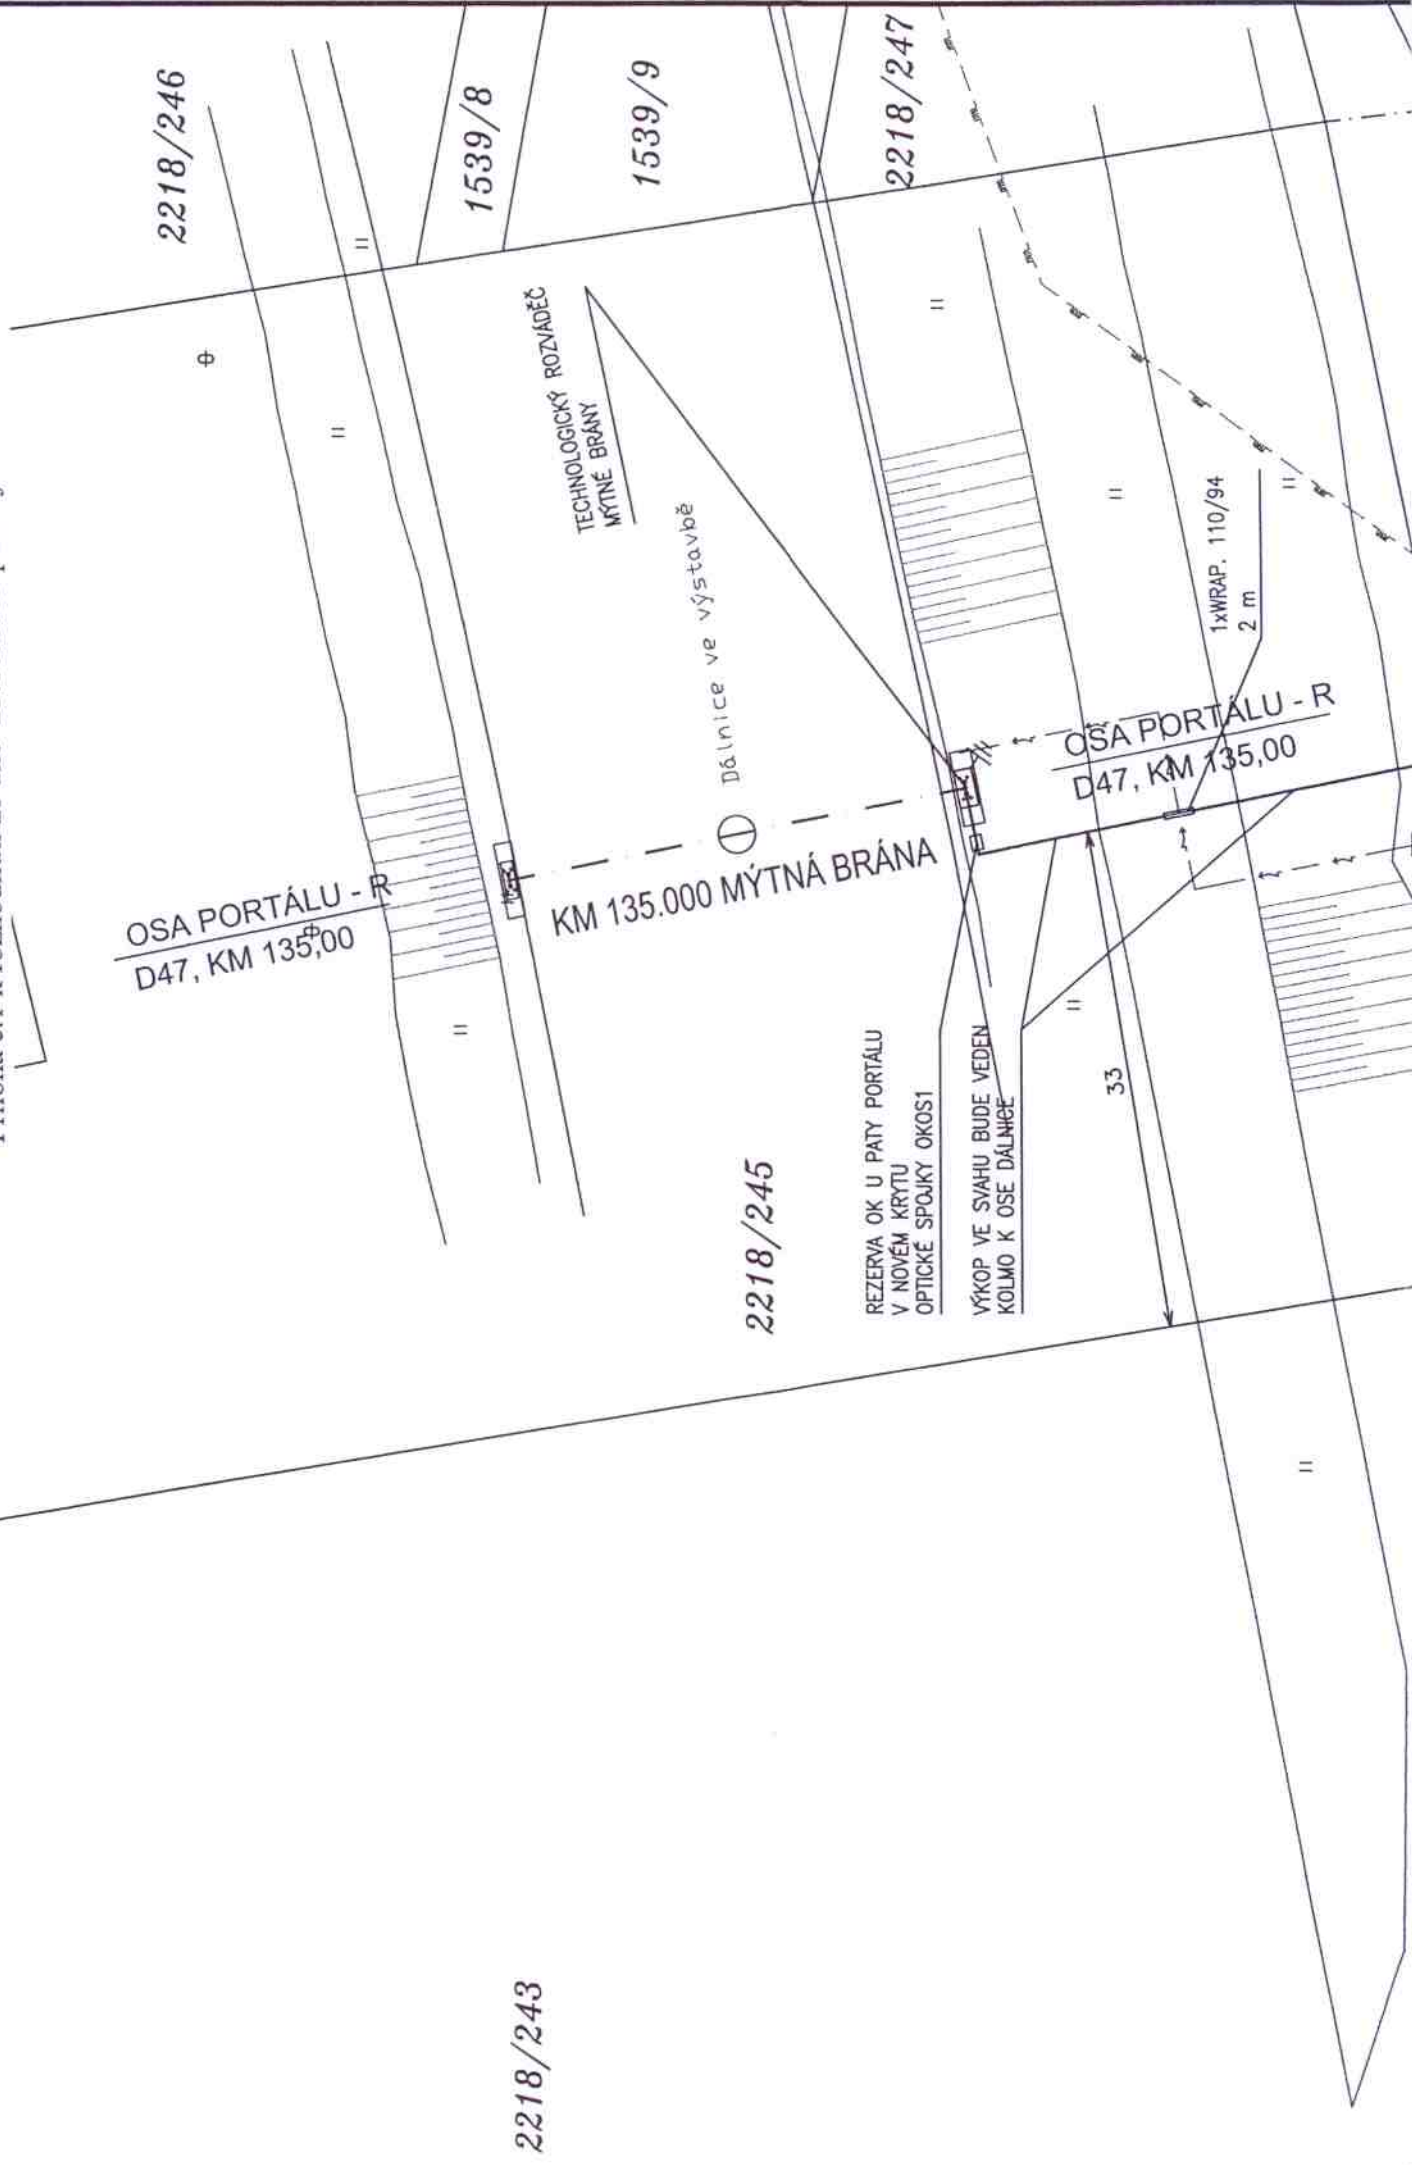 2218/246
1539/8
1539/9
2218/247
TECHNOLOGICKÝ ROZVÁDĚČ
MÝTNÉ BRÁNY
Dálnice ve výstavbě
1xWRAP. 110/94
2 m
OSA PORTÁLU - R
D47, KM 135,00
OSA PORTÁLU - R
D47, KM 135,00
KM 135.000 MÝTNÁ BRÁNA
REZERVA OK U PATY PORTÁLU
V NOVÉM KRYTU
OPTICKÉ SPOJKY OKOS1
VÝKOP VE SVAHU BUDE VEDEN
KOLMO K OSE DÁLNICE
33
2218/245
2218/243